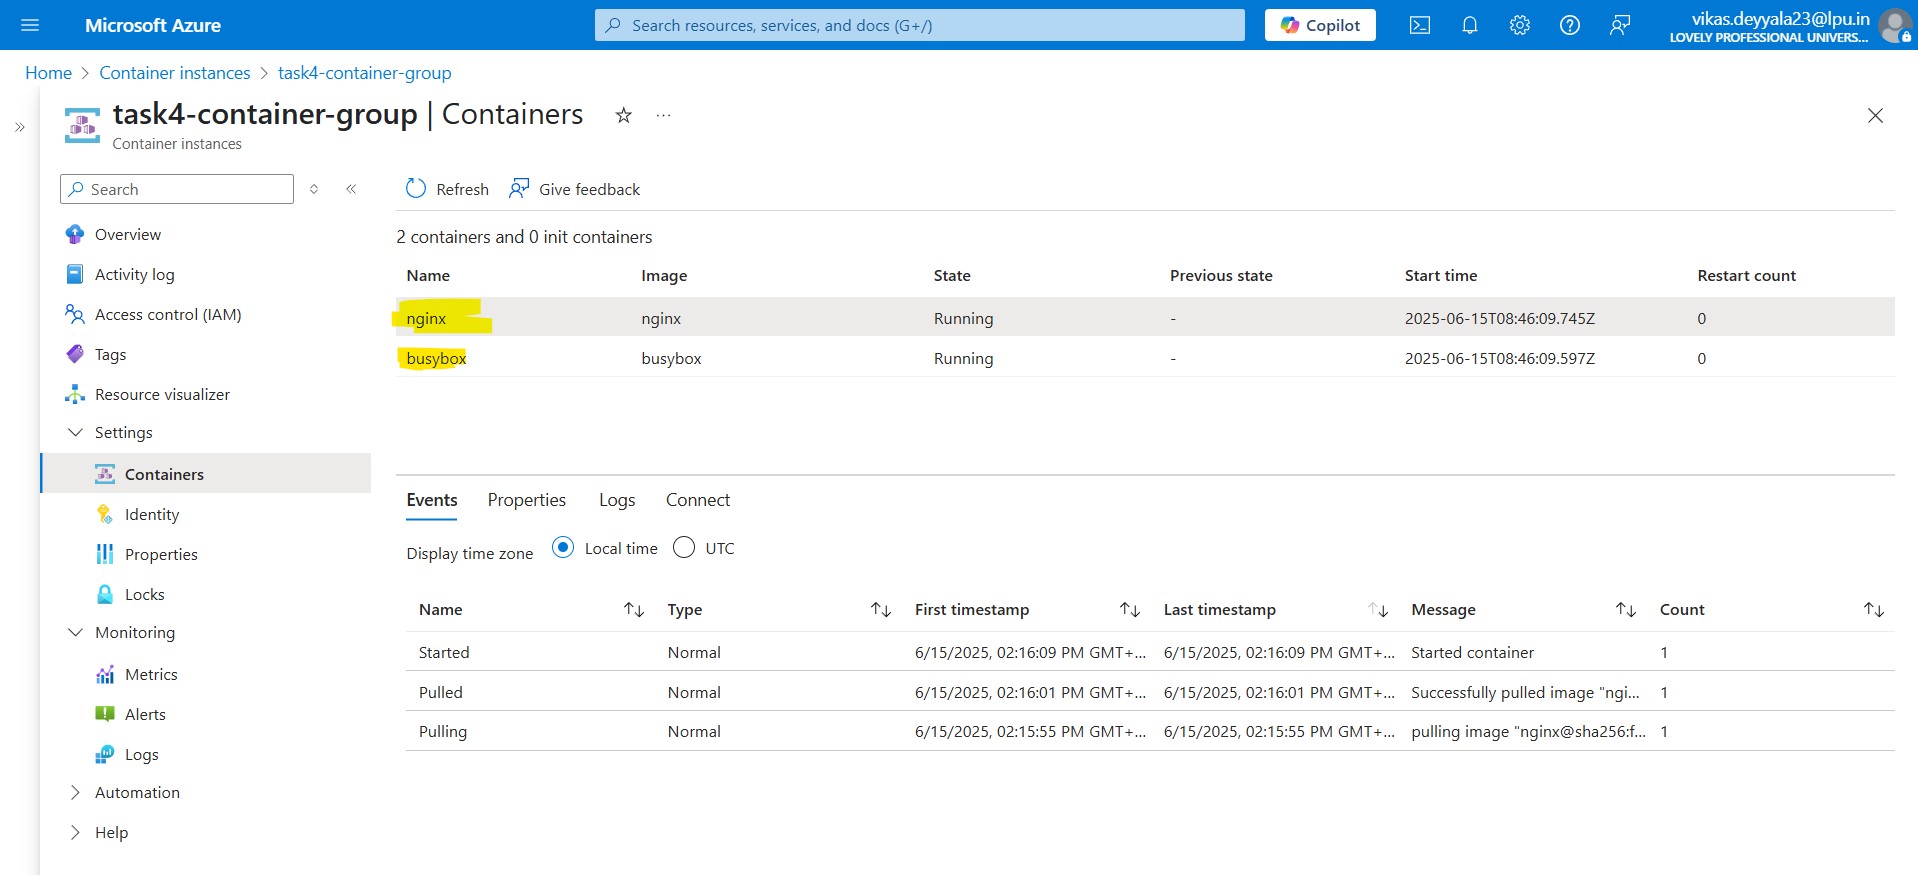 Microsoft Azure
Search resources, services, and docs (G+/)
Copilot
vikas.deyyala23@lpu.in
LOVELY PROFESSIONAL UNIVERS...
Home > Container instances > task4-container-group
task4-container-group | Containers
Container instances
Search
Overview
Activity log
Access control (IAM)
Tags
Resource visualizer
Settings
Containers
Identity
Properties
Locks
Monitoring
Metrics
Alerts
Logs
Automation
Help
Refresh Give feedback
2 containers and 0 init containers
Name Image State Previous state Start time Restart count
nginx nginx Running - 2025-06-15T08:46:09.745Z 0
busybox busybox Running - 2025-06-15T08:46:09.597Z 0
Events Properties Logs Connect
Display time zone Local time UTC
Name Type First timestamp Last timestamp Message Count
Started Normal 6/15/2025, 02:16:09 PM GMT+... 6/15/2025, 02:16:09 PM GMT+... Started container 1
Pulled Normal 6/15/2025, 02:16:01 PM GMT+... 6/15/2025, 02:16:01 PM GMT+... Successfully pulled image "ngi... 1
Pulling Normal 6/15/2025, 02:15:55 PM GMT+... 6/15/2025, 02:15:55 PM GMT+... pulling image "nginx@sha256:f... 1